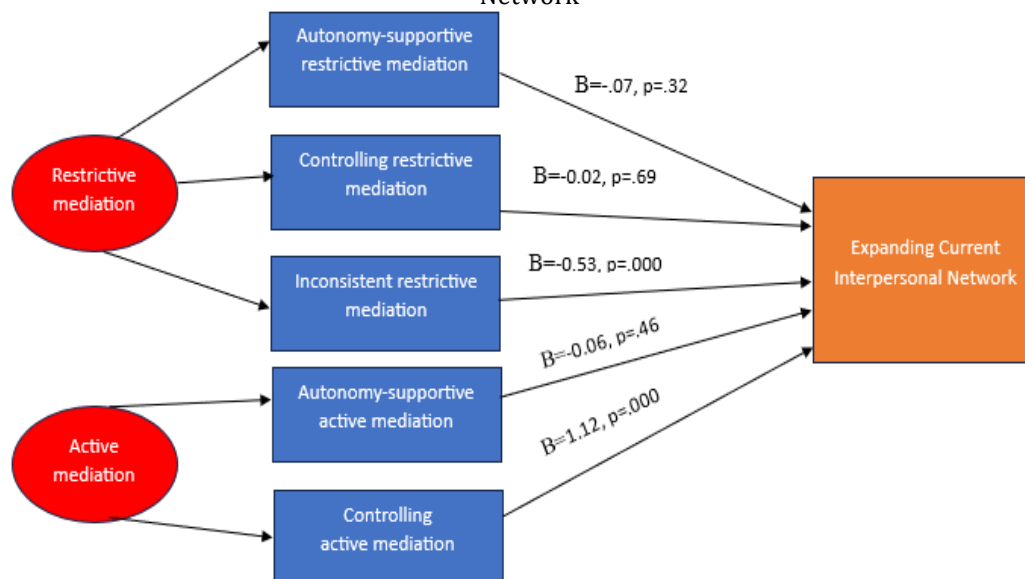 Network
Autonomy-supportive
restrictive mediation
B=-.07, p=.32
Restrictive
mediation
Controlling restrictive
mediation
B=-0.02, p=.69
Inconsistent restrictive
mediation
B=-0.53, p=.000
Expanding Current
Interpersonal Network
Active
mediation
Autonomy-supportive
active mediation
B=-0.06, p=.46
Controlling
active mediation
B=1.12, p=.000